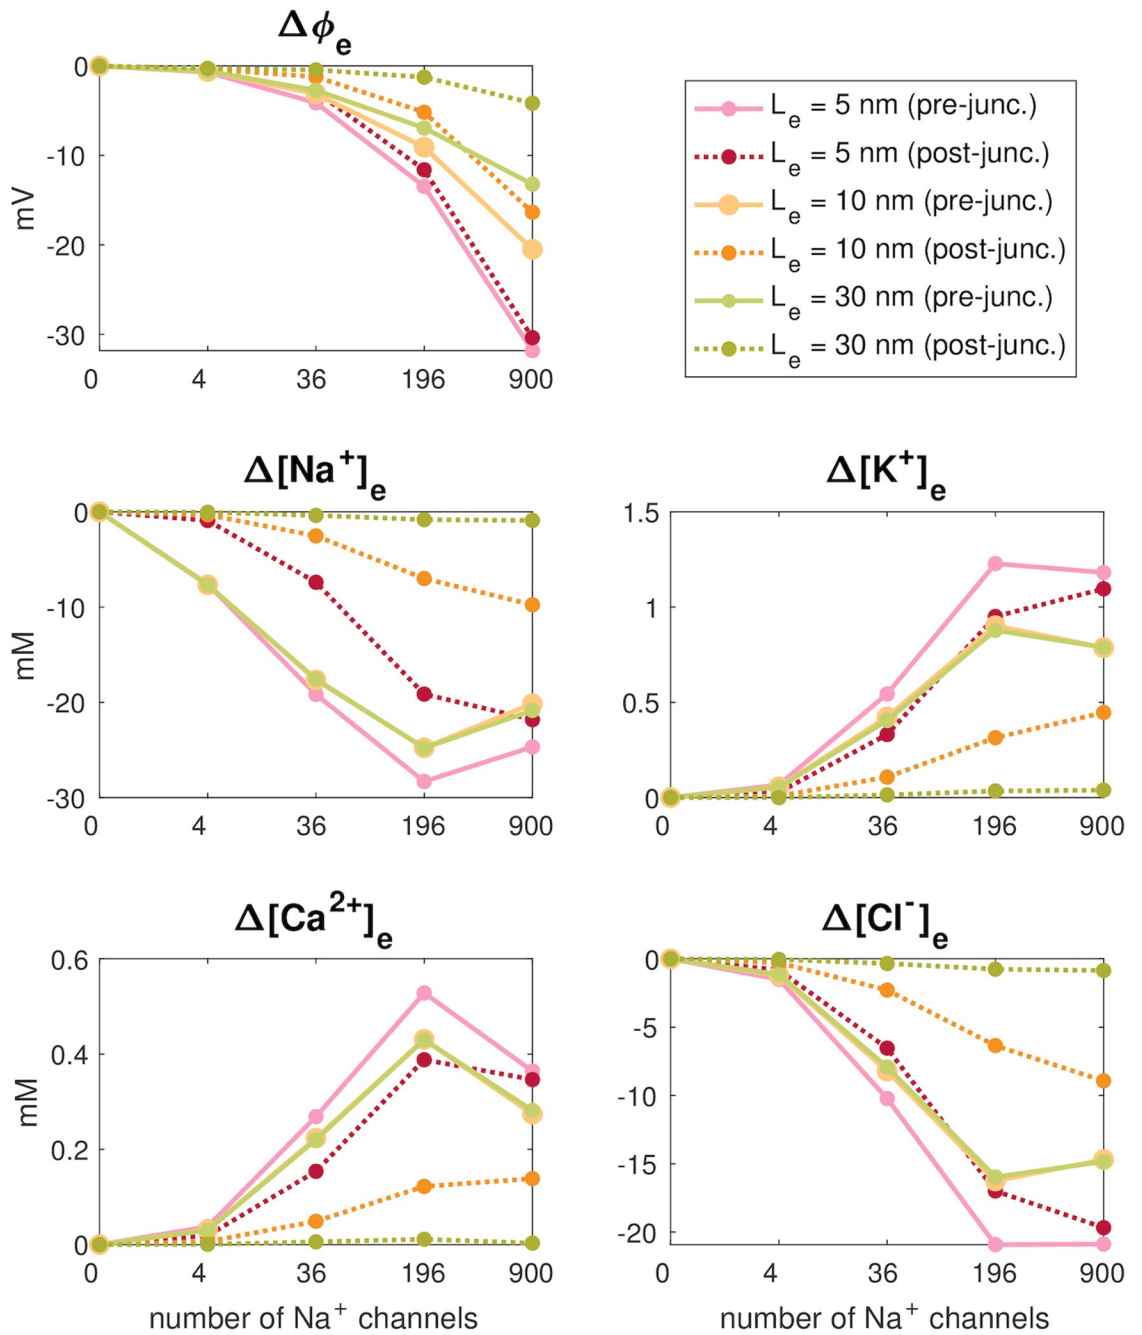 Δϕe
0
-10
-20
-30
mV
0 4 36 196 900
Le = 5 nm (pre-junc.)
Le = 5 nm (post-junc.)
Le = 10 nm (pre-junc.)
Le = 10 nm (post-junc.)
Le = 30 nm (pre-junc.)
Le = 30 nm (post-junc.)
Δ[Na+]e
0
-10
-20
-30
mM
0 4 36 196 900
Δ[K+]e
1.5
1
0.5
0
0 4 36 196 900
Δ[Ca2+]e
0.6
0.4
0.2
0
mM
0 4 36 196 900
number of Na+ channels
Δ[Cl-]e
0
-5
-10
-15
-20
0 4 36 196 900
number of Na+ channels